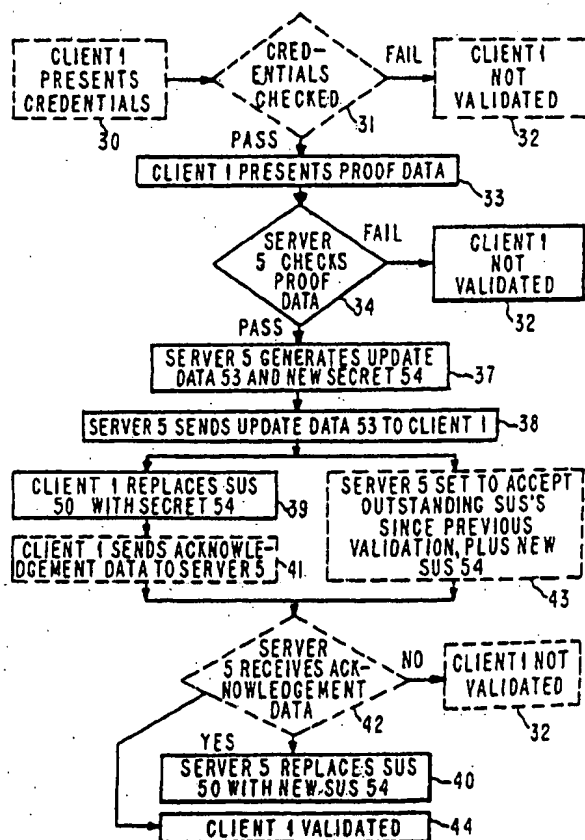 CLIENT 1
PRESENTS
CREDENTIALS
30
CRED-
ENTIALS
CHECKED
31
FAIL
CLIENT 1
NOT
VALIDATED
32
PASS
CLIENT 1 PRESENTS PROOF DATA
33
SERVER
5 CHECKS
PROOF
DATA
34
FAIL
CLIENT 1
NOT
VALIDATED
32
PASS
SERVER 5 GENERATES UPDATE
DATA 53 AND NEW SECRET 54
37
SERVER 5 SENDS UPDATE DATA 53 TO CLIENT 1
38
CLIENT 1 REPLACES SUS
50 WITH SECRET 54
39
CLIENT 1 SENDS ACKNOWLE-
DGEMENT DATA TO SERVER 5
41
SERVER 5 SET TO ACCEPT
OUTSTANDING SUS'S
SINCE PREVIOUS
VALIDATION, PLUS NEW
SUS 54
43
SERVER
5 RECEIVES ACK-
NOWLEDGEMENT
DATA
42
NO
CLIENT 1 NOT
VALIDATED
32
YES
SERVER 5 REPLACES SUS
50 WITH NEW SUS 54
40
CLIENT 1 VALIDATED
44